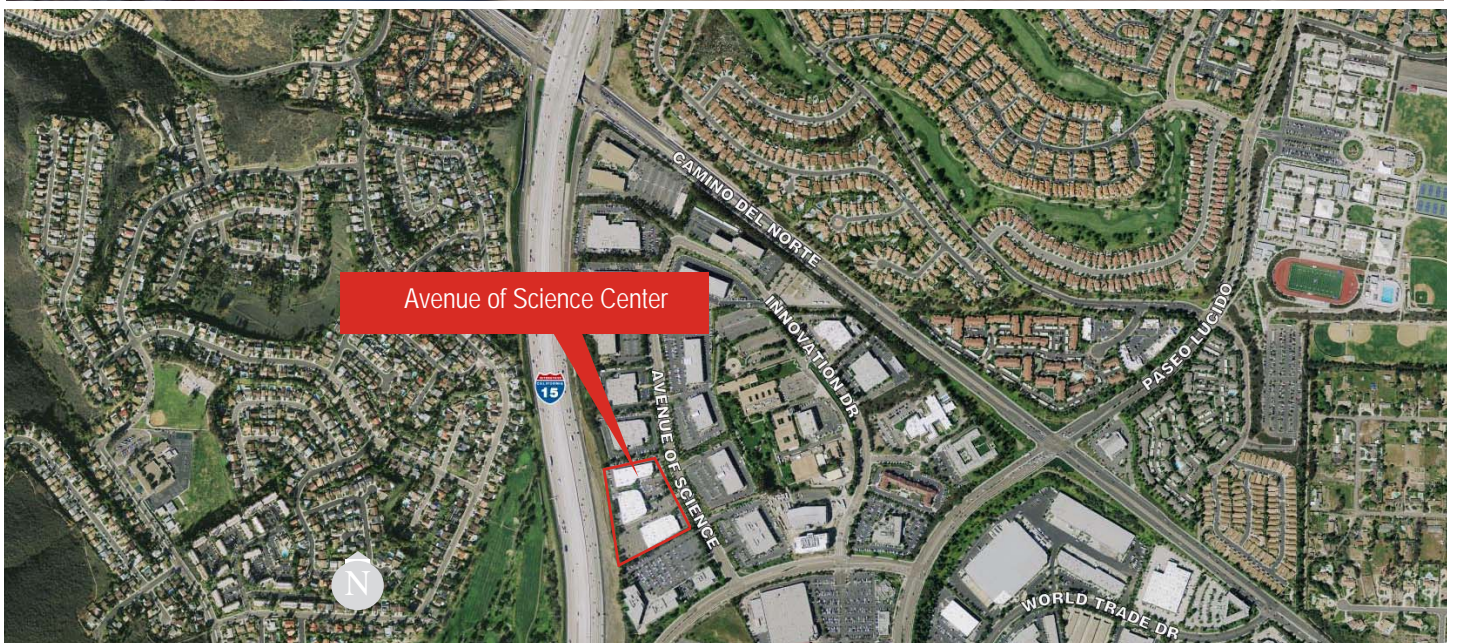 CAMINO DEL NORTE
Avenue of Science Center
INNOVATION DR
PASEO LUCIDO
CALIFORNIA
15
AVENUE OF SCIENCE
N
WORLD TRADE DR